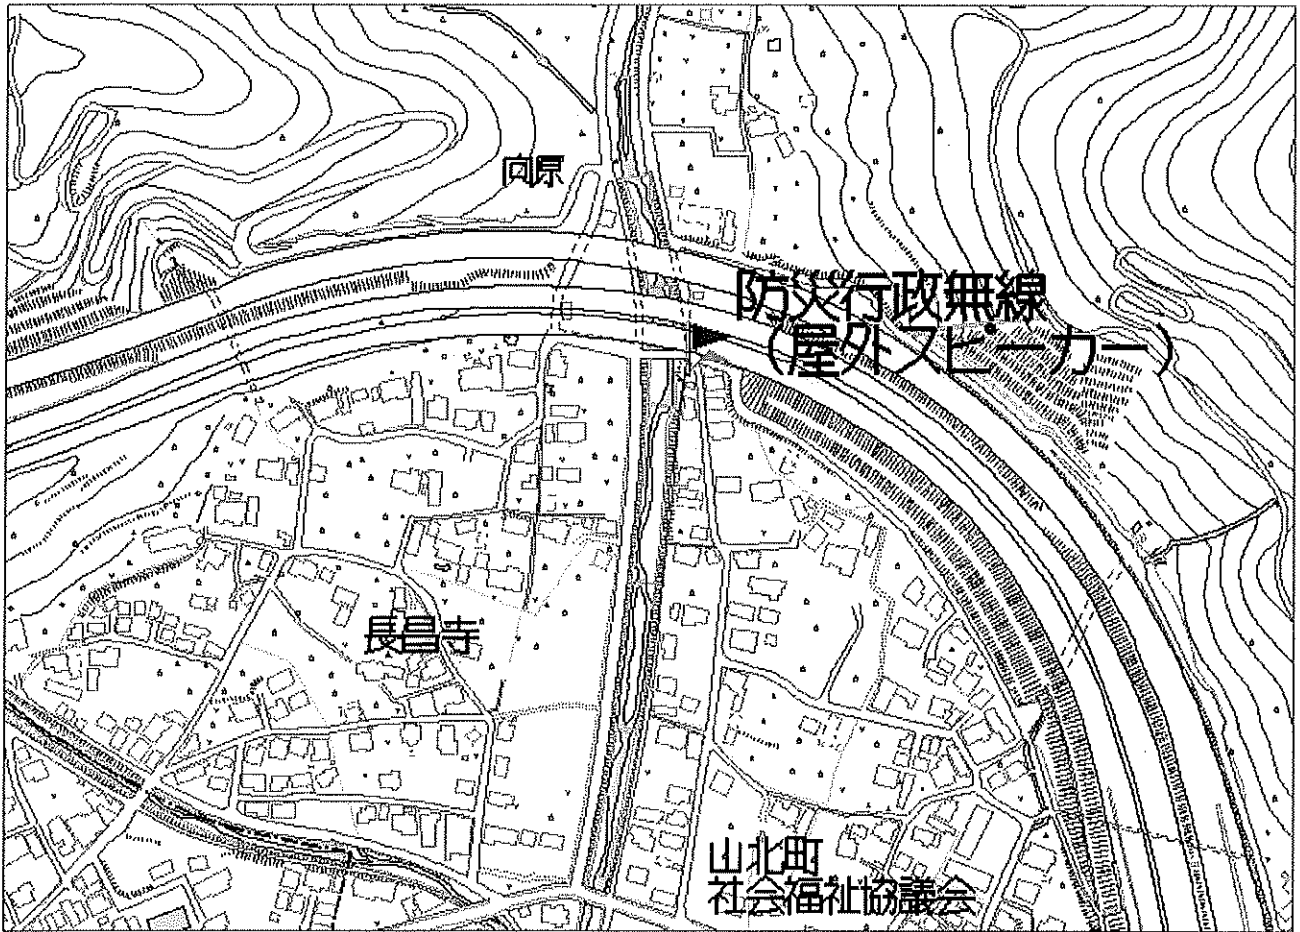 向原
防災行政無線
（屋外スピーカー）
長昌寺
山北町
社会福祉協議会